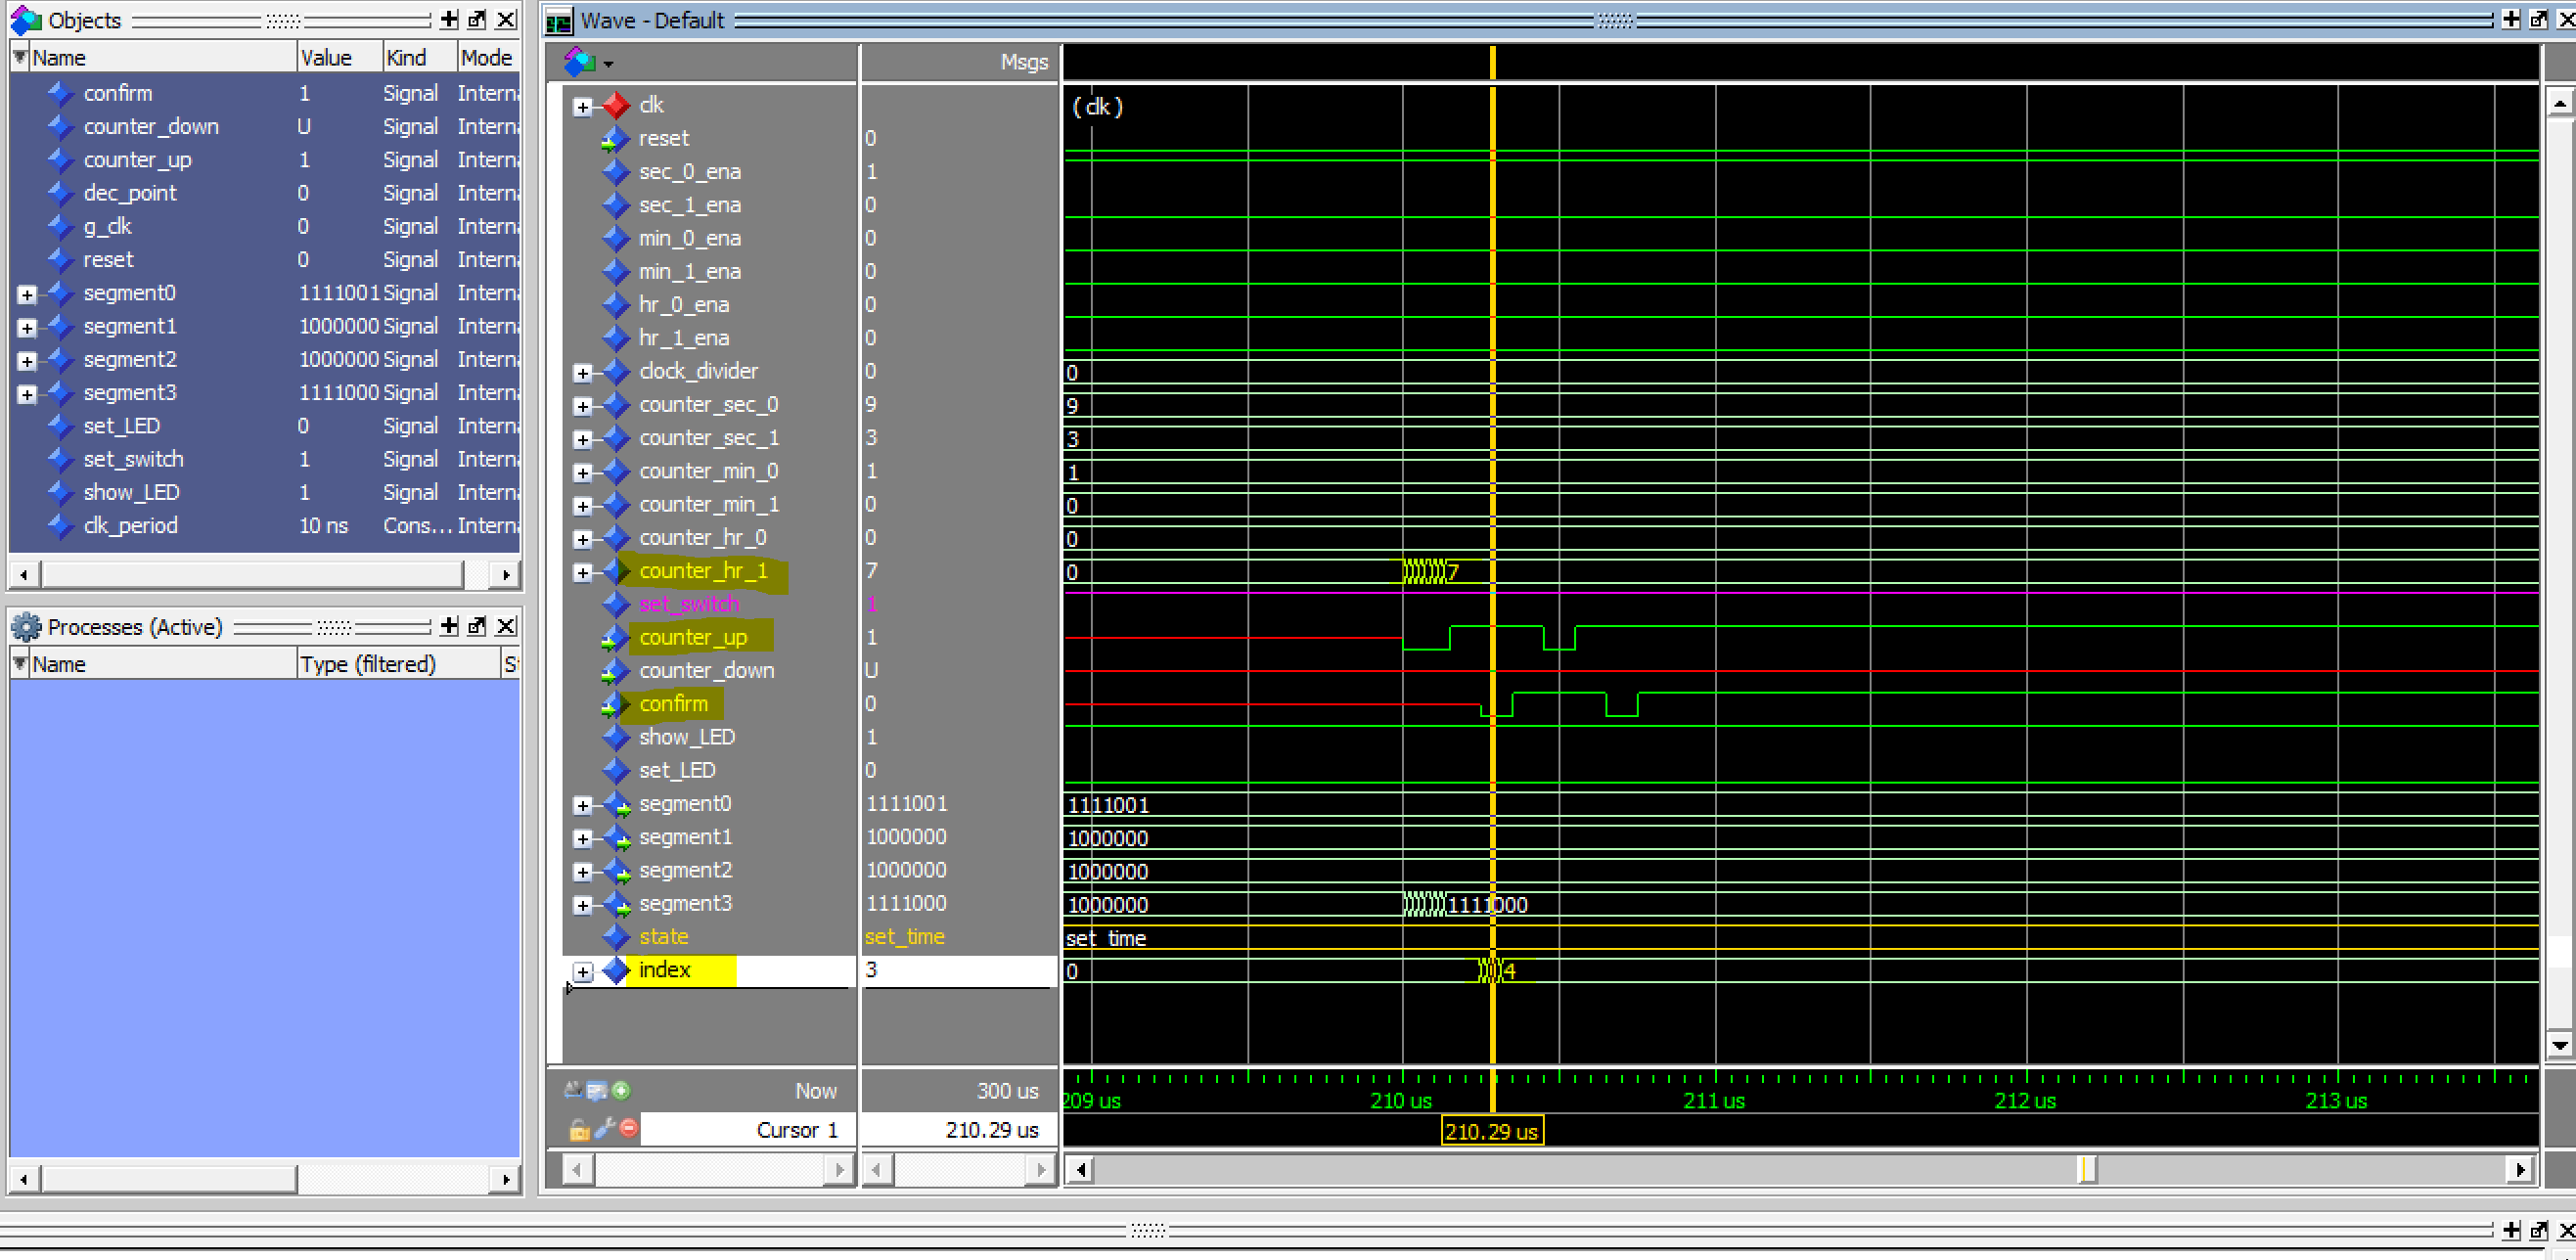 Objects
Name Value Kind Mode
confirm 1 Signal Interna
counter_down U Signal Interna
counter_up 1 Signal Interna
dec_point 0 Signal Interna
g_clk 0 Signal Interna
reset 0 Signal Interna
segment0 1111001 Signal Interna
segment1 1000000 Signal Interna
segment2 1000000 Signal Interna
segment3 1111000 Signal Interna
set_LED 0 Signal Interna
set_switch 1 Signal Interna
show_LED 1 Signal Interna
clk_period 10 ns Cons... Interna
Processes (Active)
Name Type (filtered) S
Wave - Default
Msgs
clk (clk)
reset 0
sec_0_ena 1
sec_1_ena 0
min_0_ena 0
min_1_ena 0
hr_0_ena 0
hr_1_ena 0
clock_divider 0 0
counter_sec_0 9 9
counter_sec_1 3 3
counter_min_0 1 1
counter_min_1 0 0
counter_hr_0 0 0
counter_hr_1 7 0 7
set_switch 1
counter_up 1
counter_down U
confirm 0
show_LED 1
set_LED 0
segment0 1111001 1111001
segment1 1000000 1000000
segment2 1000000 1000000
segment3 1111000 1000000 1111000
state set_time set_time
index 3 0 4
Now 300 us 209 us 210 us 211 us 212 us 213 us
Cursor 1 210.29 us 210.29 us